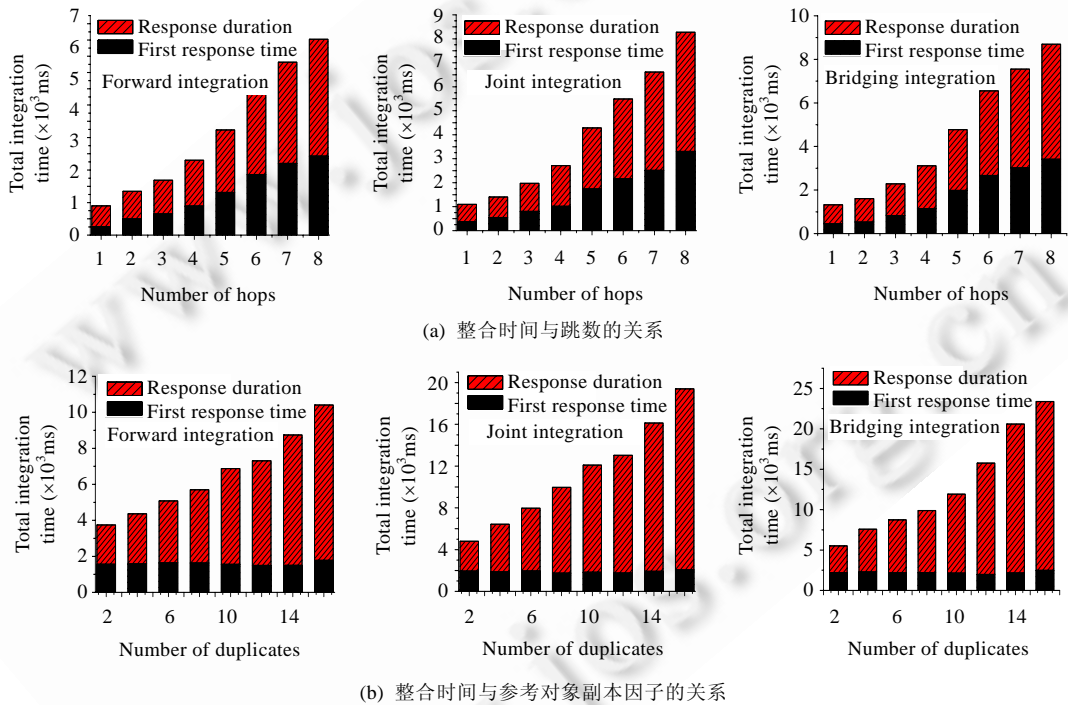 7
6
5
4
3
2
1
0
Total integration
time (×10³ms)
Response duration
First response time
Forward integration
1 2 3 4 5 6 7 8
Number of hops
9
8
7
6
5
4
3
2
1
0
Total integration
time (×10³ms)
Response duration
First response time
Joint integration
1 2 3 4 5 6 7 8
Number of hops
10
8
6
4
2
0
Total integration
time (×10³ms)
Response duration
First response time
Bridging integration
1 2 3 4 5 6 7 8
Number of hops
(a) 整合时间与跳数的关系
12
10
8
6
4
2
0
Total integration
time (×10³ms)
Response duration
First response time
Forward integration
2 6 10 14
Number of duplicates
20
16
12
8
4
0
Total integration
time (×10³ms)
Response duration
First response time
Joint integration
2 6 10 14
Number of duplicates
25
20
15
10
5
0
Total integration
time (×10³ms)
Response duration
First response time
Bridging integration
2 6 10 14
Number of duplicates
(b) 整合时间与参考对象副本因子的关系